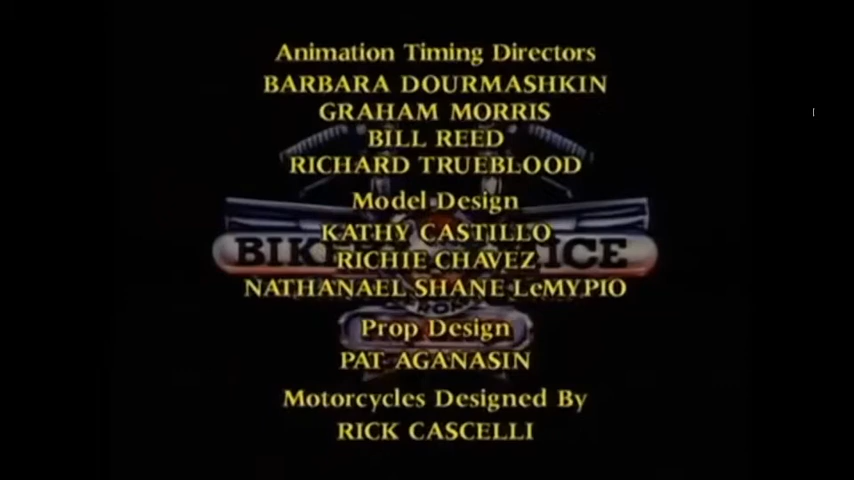 Animation Timing Directors
BARBARA DOURMASHKIN
GRAHAM MORRIS
BILL REED
RICHARD TRUEBLOOD
Model Design
KATHY CASTILLO
RICHIE CHAVEZ
NATHANAEL SHANE LeMYPIO
Prop Design
PAT AGANASIN
Motorcycles Designed By
RICK CASCELLI